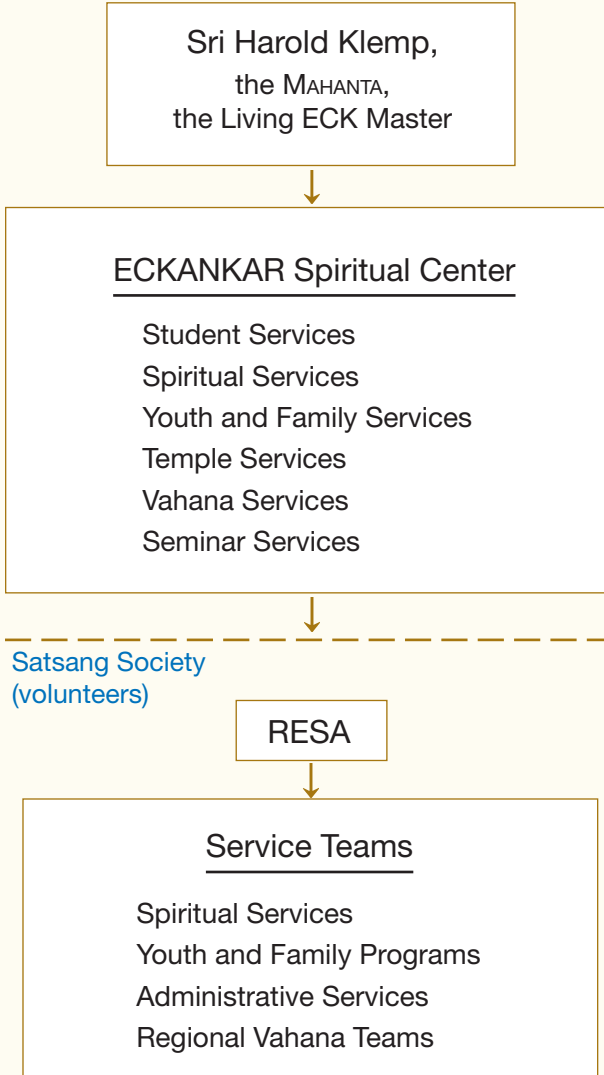 Sri Harold Klemp,
the MAHANTA,
the Living ECK Master
ECKANKAR Spiritual Center
Student Services
Spiritual Services
Youth and Family Services
Temple Services
Vahana Services
Seminar Services
Satsang Society
(volunteers)
RESA
Service Teams
Spiritual Services
Youth and Family Programs
Administrative Services
Regional Vahana Teams